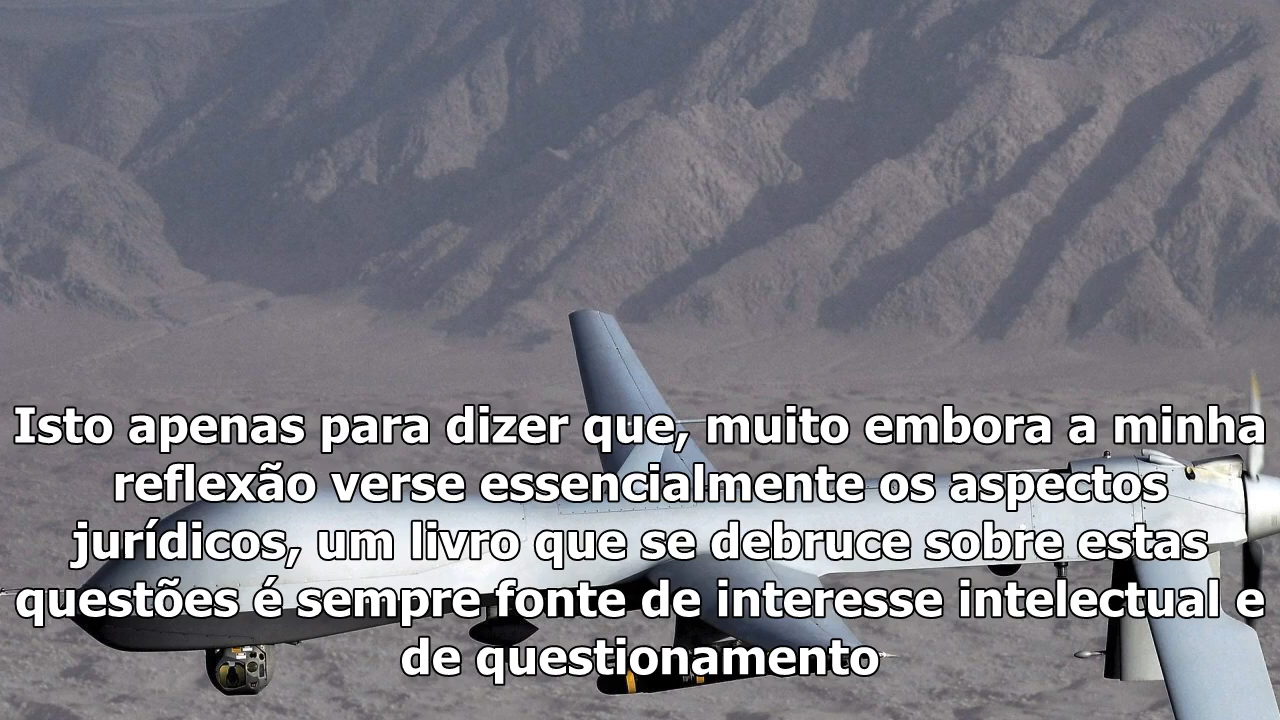 Isto apenas para dizer que, muito embora a minha
reflexão verse essencialmente os aspectos
jurídicos, um livro que se debruce sobre estas
questões é sempre fonte de interesse intelectual e
de questionamento